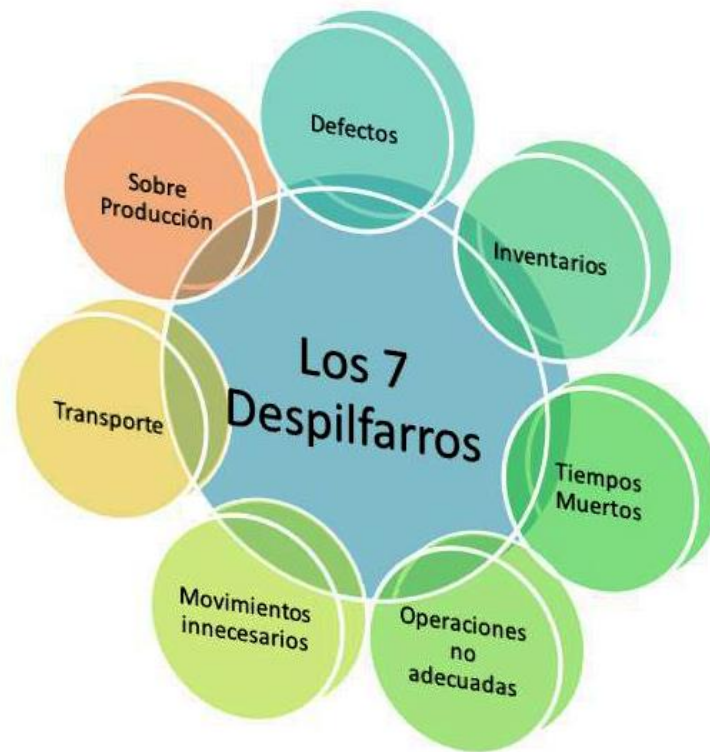 Los 7
Despilfarros
Defectos
Inventarios
Tiempos
Muertos
Operaciones
no
adecuadas
Movimientos
innecesarios
Transporte
Sobre
Producción